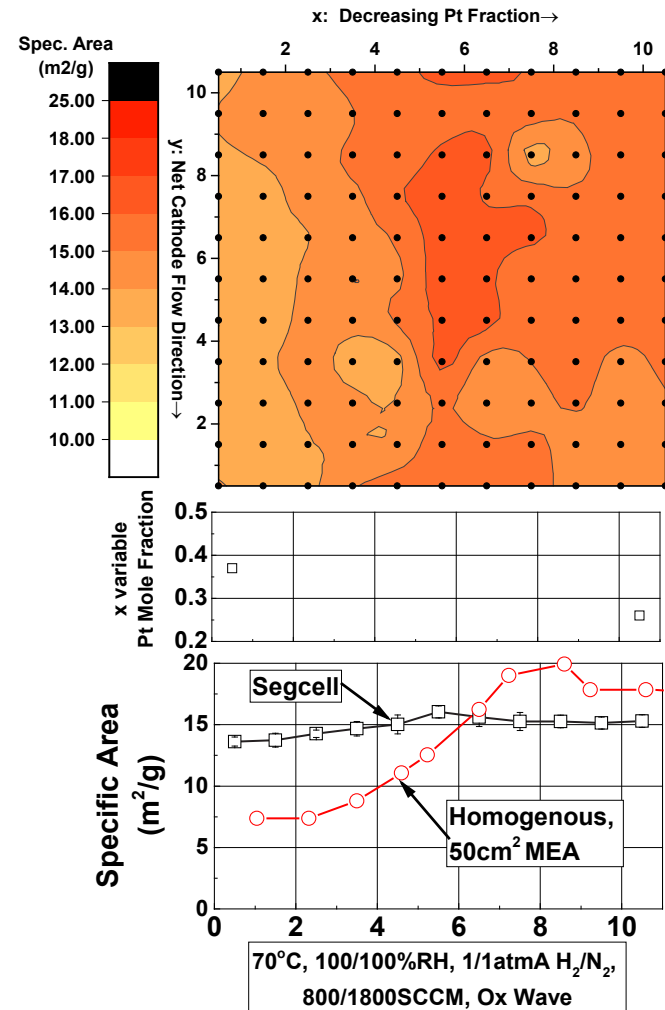 x:  Decreasing Pt Fraction→
Spec. Area
(m2/g)
2 4 6 8 10
25.00
18.00
17.00
16.00
15.00
14.00
13.00
12.00
11.00
10.00
y: Net Cathode Flow Direction→
10
8
6
4
2
x variable
Pt Mole Fraction
0.5
0.4
0.3
0.2
Specific Area
(m²/g)
20
15
10
5
0
Segcell
Homogenous,
50cm² MEA
0 2 4 6 8 10
70°C, 100/100%RH, 1/1atmA H₂/N₂,
800/1800SCCM, Ox Wave